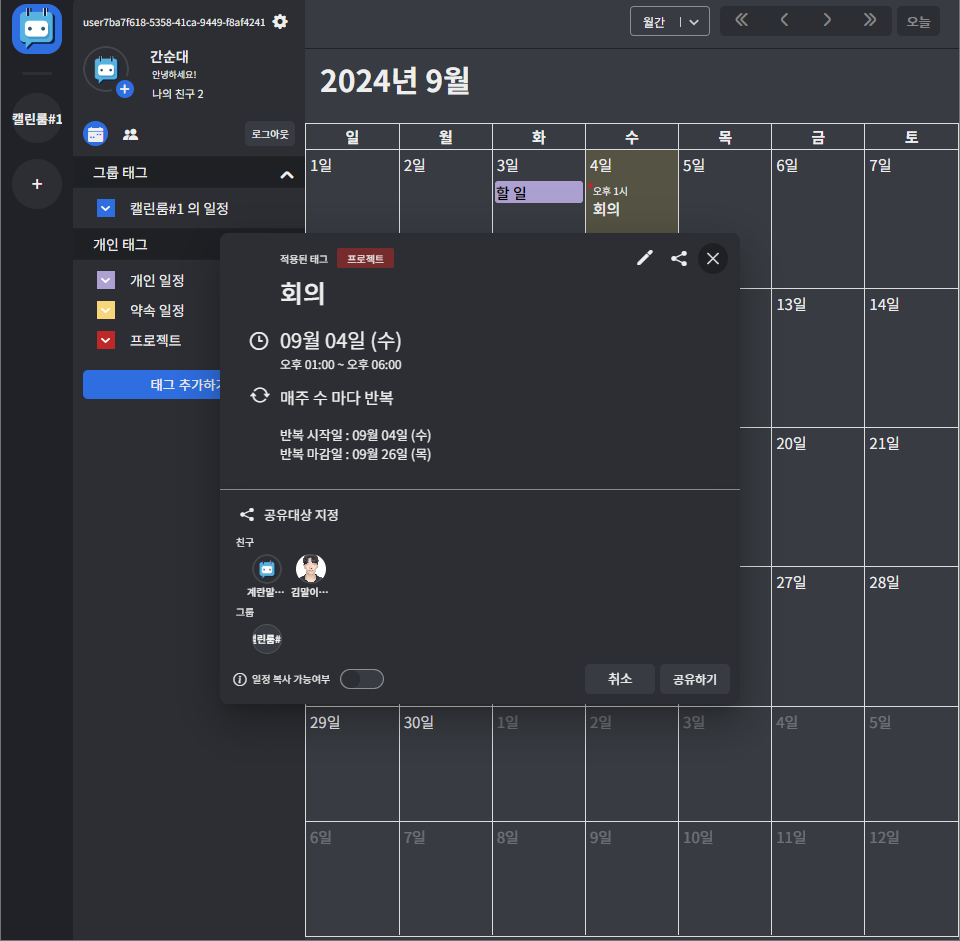 user7ba7f618-5358-41ca-9449-f8af4241
간순대
안녕하세요!
나의 친구 2
캘린룸#1
로그아웃
+
그룹 태그
캘린룸#1 의 일정
개인 태그
개인 일정
약속 일정
프로젝트
태그 추가하기
월간
오늘
2024년 9월
일 월 화 수 목 금 토
1일 2일 3일 4일 5일 6일 7일
할 일
오후 1시
회의
적용된 태그 프로젝트
회의
09월 04일 (수)
오후 01:00 ~ 오후 06:00
매주 수 마다 반복
반복 시작일 : 09월 04일 (수)
반복 마감일 : 09월 26일 (목)
공유대상 지정
친구
계란말… 김말이…
그룹
캘린룸#
일정 복사 가능여부
취소
공유하기
13일 14일
20일 21일
27일 28일
29일 30일 1일 2일 3일 4일 5일
6일 7일 8일 9일 10일 11일 12일